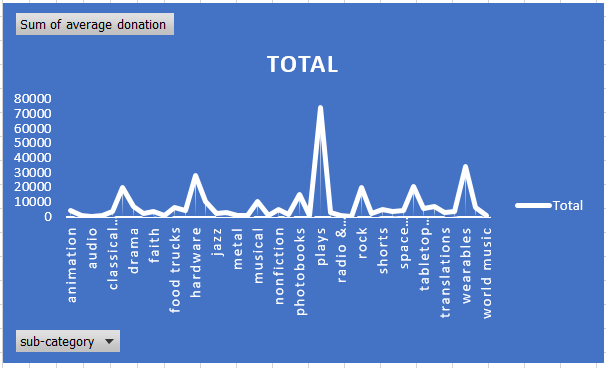 Sum of average donation
TOTAL
80000
70000
60000
50000
40000
30000
20000
10000
0
animation
audio
classical...
drama
faith
food trucks
hardware
jazz
metal
musical
nonfiction
photobooks
plays
radio &...
rock
shorts
space...
tabletop...
translations
wearables
world music
Total
sub-category